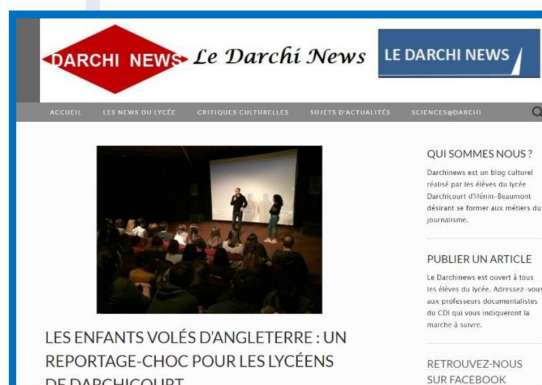 DARCHI NEWS
Le Darchi News
LE DARCHI NEWS
ACCUEIL LES NEWS DU LYCÉE CRITIQUES CULTURELLES SUJETS D'ACTUALITÉS SCIENCES@DARCHI
LES ENFANTS VOLÉS D'ANGLETERRE : UN
REPORTAGE-CHOC POUR LES LYCÉENS
DE DARCHICOURT
QUI SOMMES NOUS ?
Darchinews est un blog culturel
réalisé par les élèves du lycée
Darchicourt d'Hénin-Beaumont
désirant se former aux métiers du
journalisme.
PUBLIER UN ARTICLE
Le Darchinews est ouvert à tous
les élèves du lycée. Adressez-vous
aux professeurs documentalistes
du CDI qui vous indiqueront la
marche à suivre.
RETROUVEZ-NOUS
SUR FACEBOOK